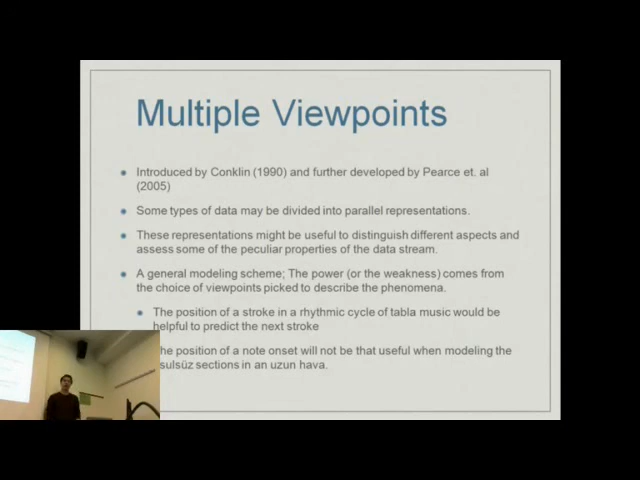 Multiple Viewpoints
Introduced by Conklin (1990) and further developed by Pearce et. al
(2005)
Some types of data may be divided into parallel representations.
These representations might be useful to distinguish different aspects and
assess some of the peculiar properties of the data stream.
A general modeling scheme; The power (or the weakness) comes from
the choice of viewpoints picked to describe the phenomena.
The position of a stroke in a rhythmic cycle of tabla music would be
helpful to predict the next stroke
he position of a note onset will not be that useful when modeling the
sulsüz sections in an uzun hava.